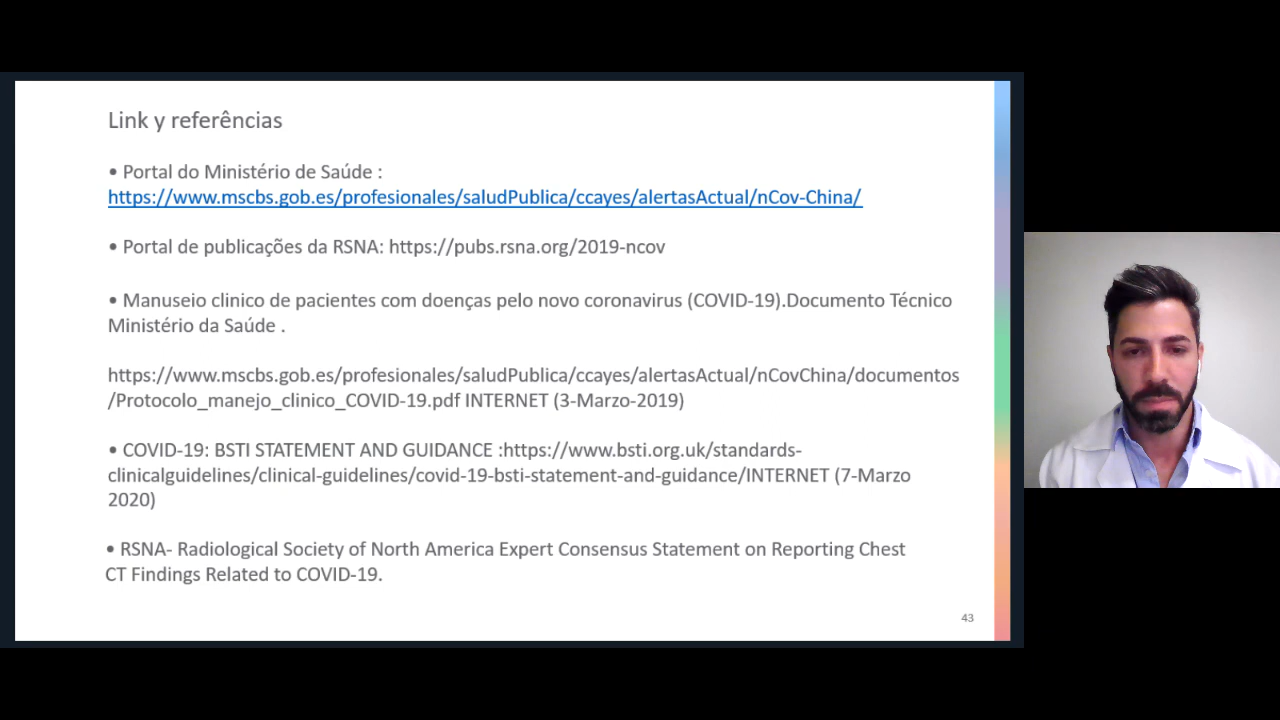 Link y referências
• Portal do Ministério de Saúde :
https://www.mscbs.gob.es/profesionales/saludPublica/ccayes/alertasActual/nCov-China/
• Portal de publicações da RSNA: https://pubs.rsna.org/2019-ncov
• Manuseio clinico de pacientes com doenças pelo novo coronavirus (COVID-19).Documento Técnico
Ministério da Saúde .
https://www.mscbs.gob.es/profesionales/saludPublica/ccayes/alertasActual/nCovChina/documentos
/Protocolo_manejo_clinico_COVID-19.pdf INTERNET (3-Marzo-2019)
• COVID-19: BSTI STATEMENT AND GUIDANCE :https://www.bsti.org.uk/standards-
clinicalguidelines/clinical-guidelines/covid-19-bsti-statement-and-guidance/INTERNET (7-Marzo
2020)
• RSNA- Radiological Society of North America Expert Consensus Statement on Reporting Chest
CT Findings Related to COVID-19.
43